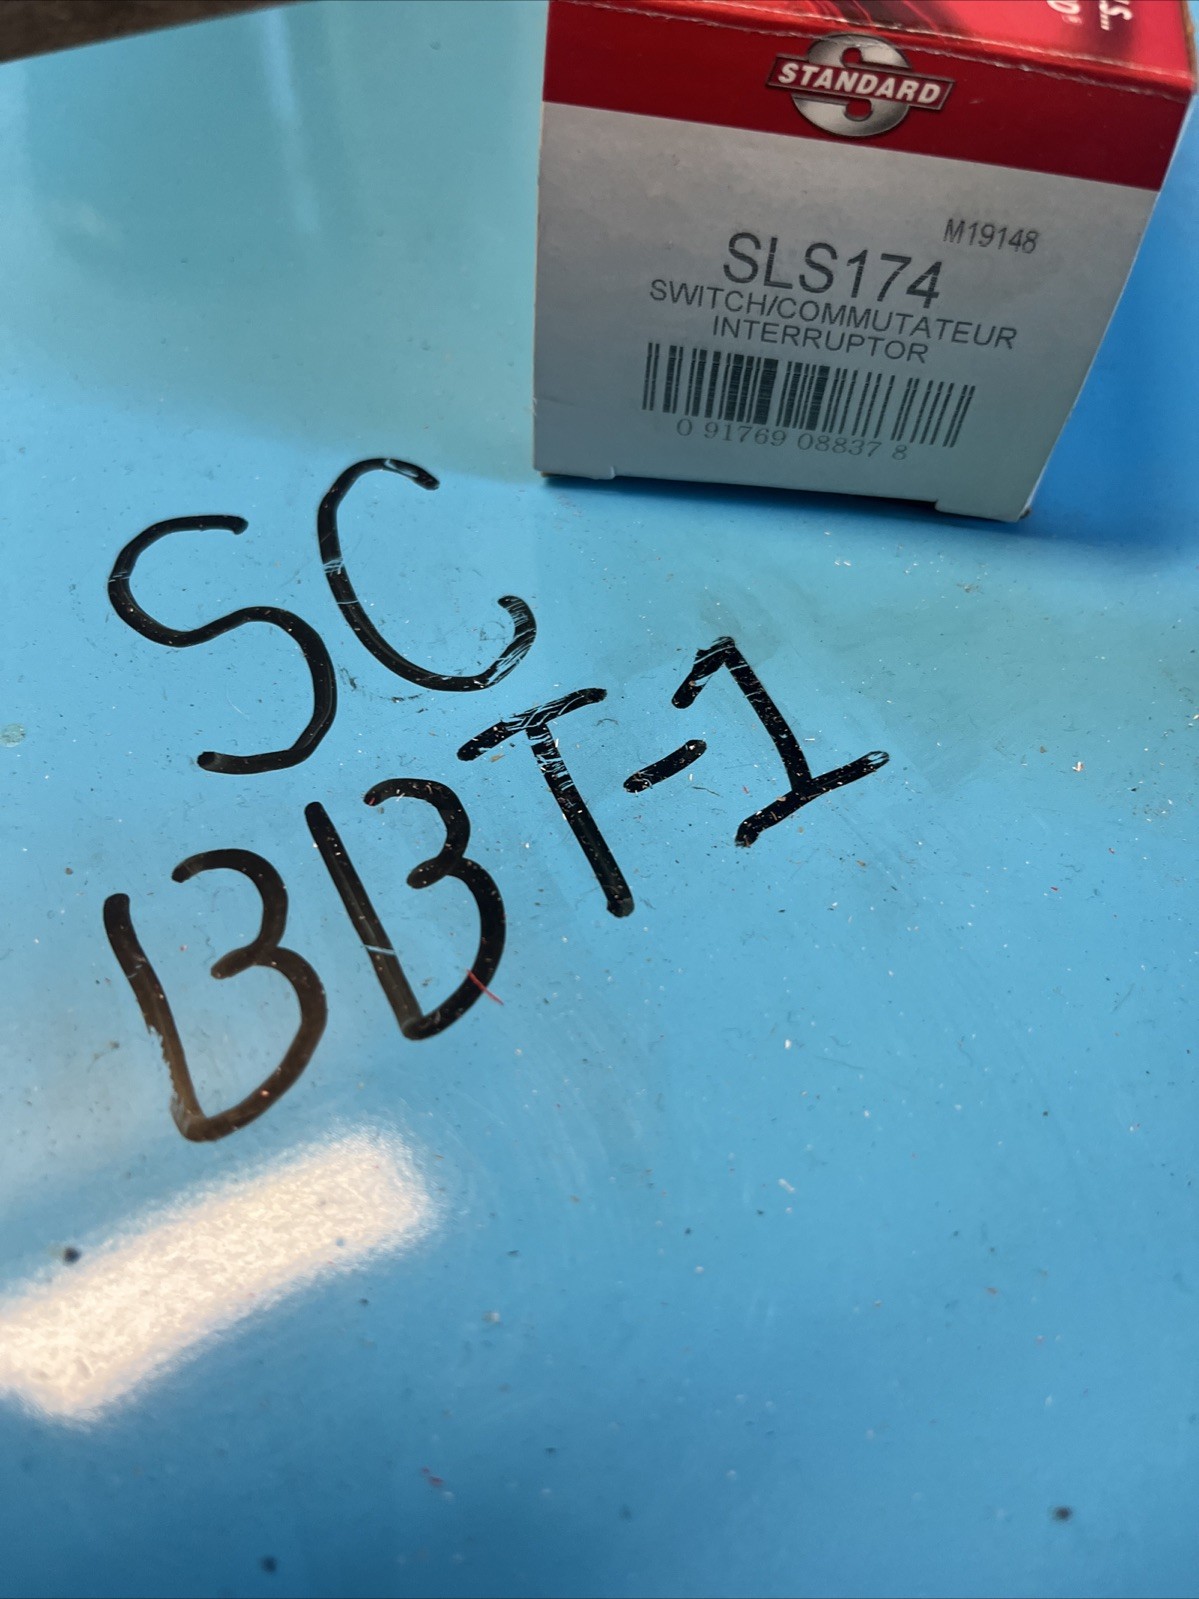 STANDARD
M19148
SLS174
SWITCH/COMMUTATEUR
INTERRUPTOR
0 91769 08837 8
SC
BBT-1